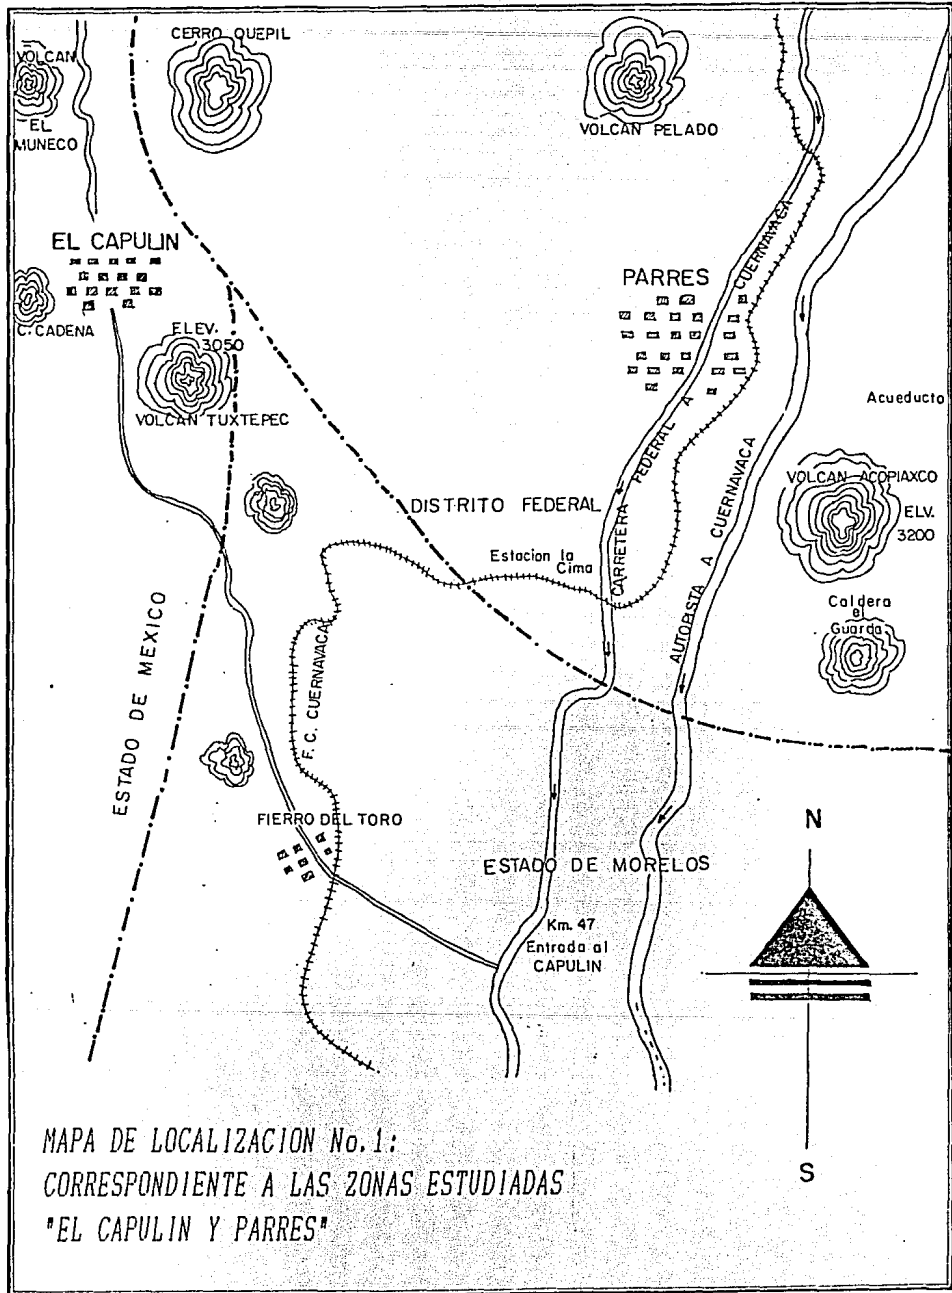 VOLCAN
EL
MUNECO
CERRO QUEPIL
VOLCAN PELADO
EL CAPULIN
C. CADENA
ELEV.
3050
VOLCAN TUXTEPEC
PARRES
CARRETERA FEDERAL A CUERNAVACA
AUTOPISTA A CUERNAVACA
Acueducto
VOLCAN ACOPIAXCO
ELV.
3200
Caldera
el
Guarda
DISTRITO FEDERAL
Estacion la
Cima
F. C. CUERNAVACA
ESTADO DE MEXICO
FIERRO DEL TORO
ESTADO DE MORELOS
Km. 47
Entrada al
CAPULIN
N
S
MAPA DE LOCALIZACION No. 1:
CORRESPONDIENTE A LAS ZONAS ESTUDIADAS
"EL CAPULIN Y PARRES"